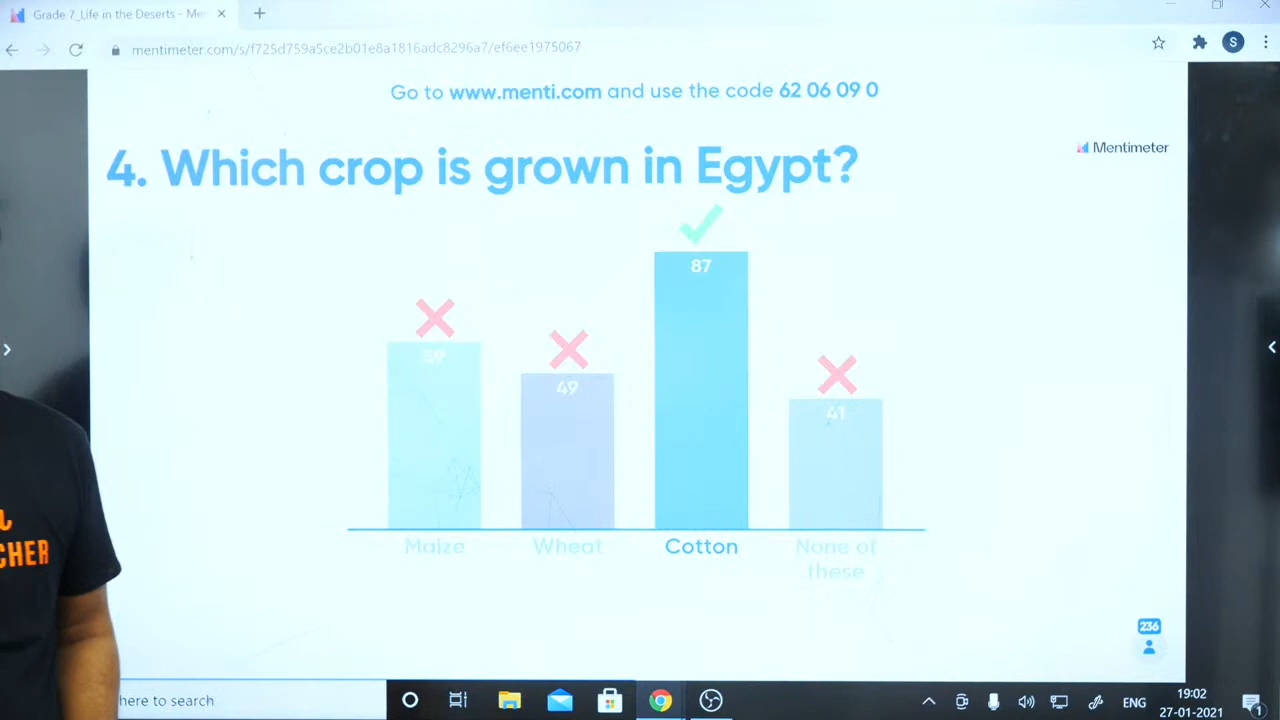 Grade 7_Life in the Deserts - Me
mentimeter.com/s/f725d759a5ce2b01e8a1816adc8296a7/ef6ee1975067
S
Go to www.menti.com and use the code 62 06 09 0
4. Which crop is grown in Egypt?
Mentimeter
87
59
49
41
Maize Wheat Cotton None of these
236
CHER
here to search
ENG
19:02
27-01-2021
1